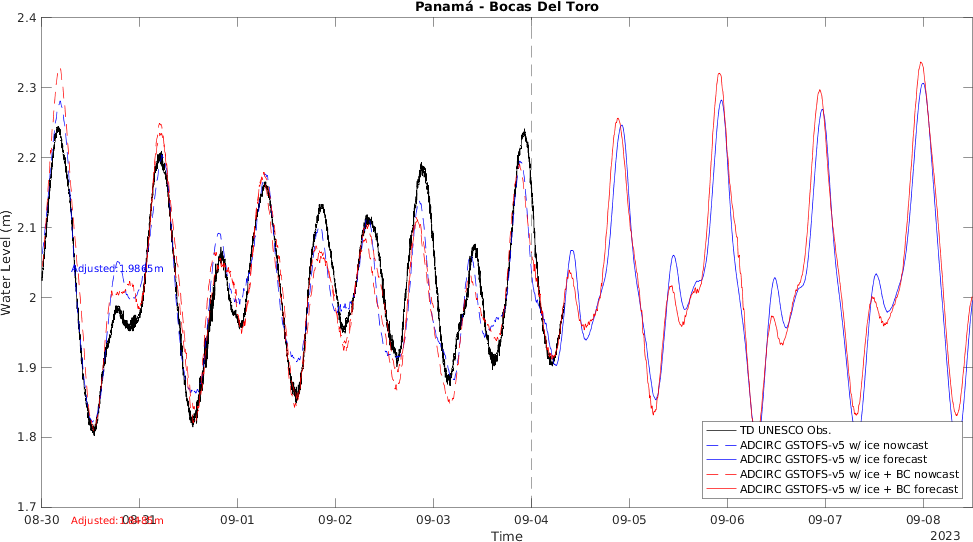 Panamá - Bocas Del Toro
Water Level (m)
2.4
2.3
2.2
2.1
2
1.9
1.8
1.7
Adjusted:1.9865m
TD UNESCO Obs.
ADCIRC GSTOFS-v5 w/ ice nowcast
ADCIRC GSTOFS-v5 w/ ice forecast
ADCIRC GSTOFS-v5 w/ ice + BC nowcast
ADCIRC GSTOFS-v5 w/ ice + BC forecast
08-30 08-31 09-01 09-02 09-03 09-04 09-05 09-06 09-07 09-08
Time
2023